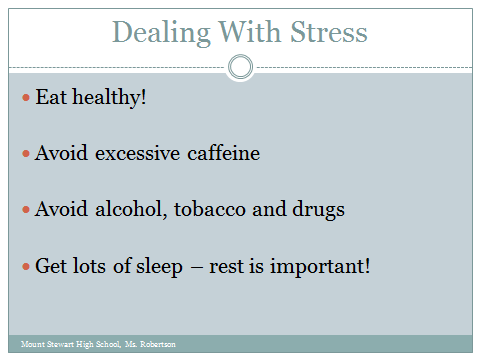 Dealing With Stress
• Eat healthy!
• Avoid excessive caffeine
• Avoid alcohol, tobacco and drugs
• Get lots of sleep – rest is important!
Mount Stewart High School, Ms. Robertson